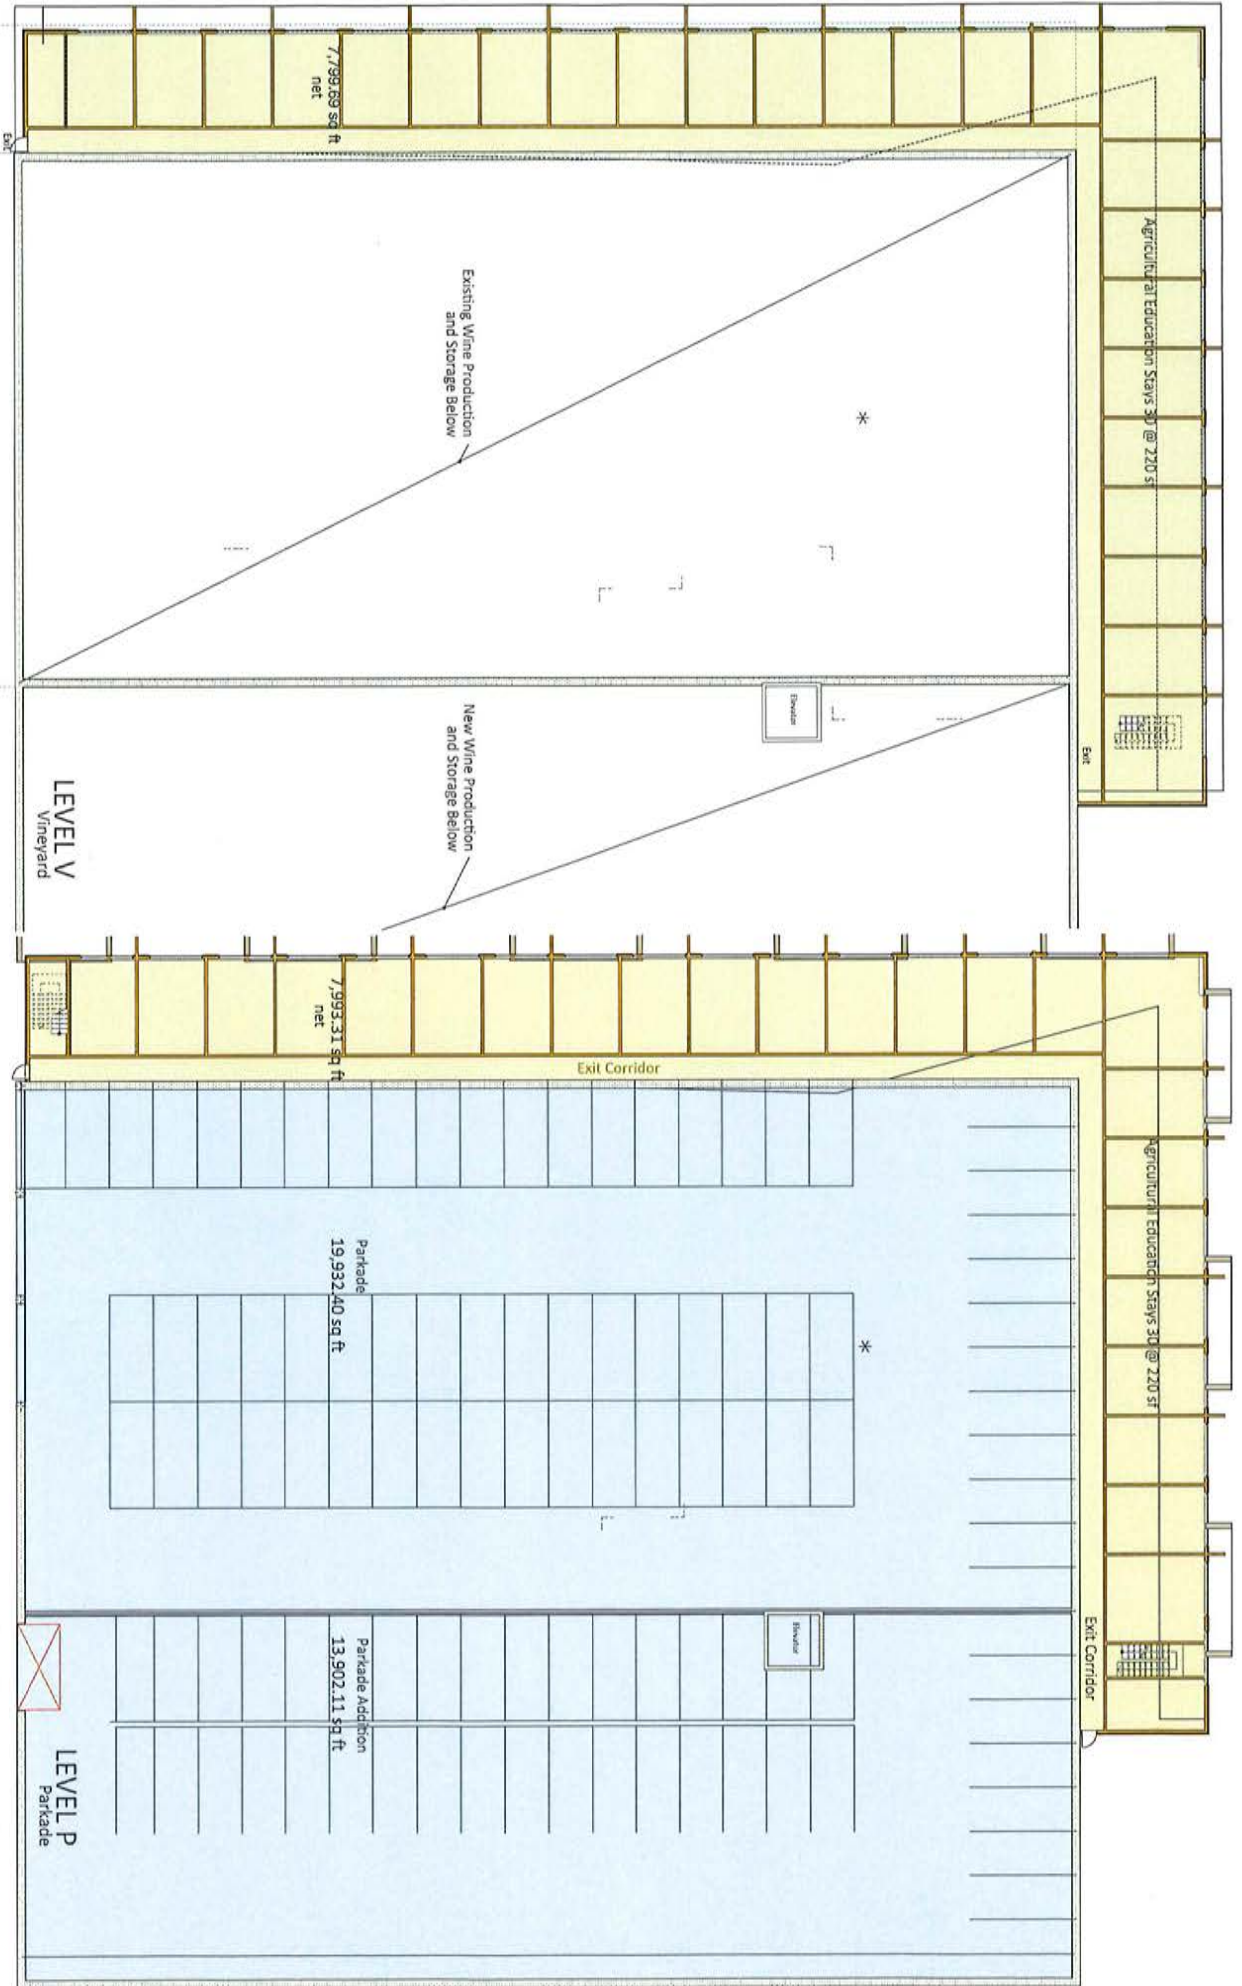 7,799.69 sq ft
net
Exit
Agricultural Education Stays 30 @ 220 sf
Existing Wine Production
and Storage Below
*
Elevator
Exit
New Wine Production
and Storage Below
LEVEL V
Vineyard
7,993.31 sq ft
net
Exit Corridor
Agricultural Education Stays 30 @ 220 sf
Parkade
19,932.40 sq ft
*
Elevator
Exit Corridor
Parkade Addition
13,902.11 sq ft
LEVEL P
Parkade